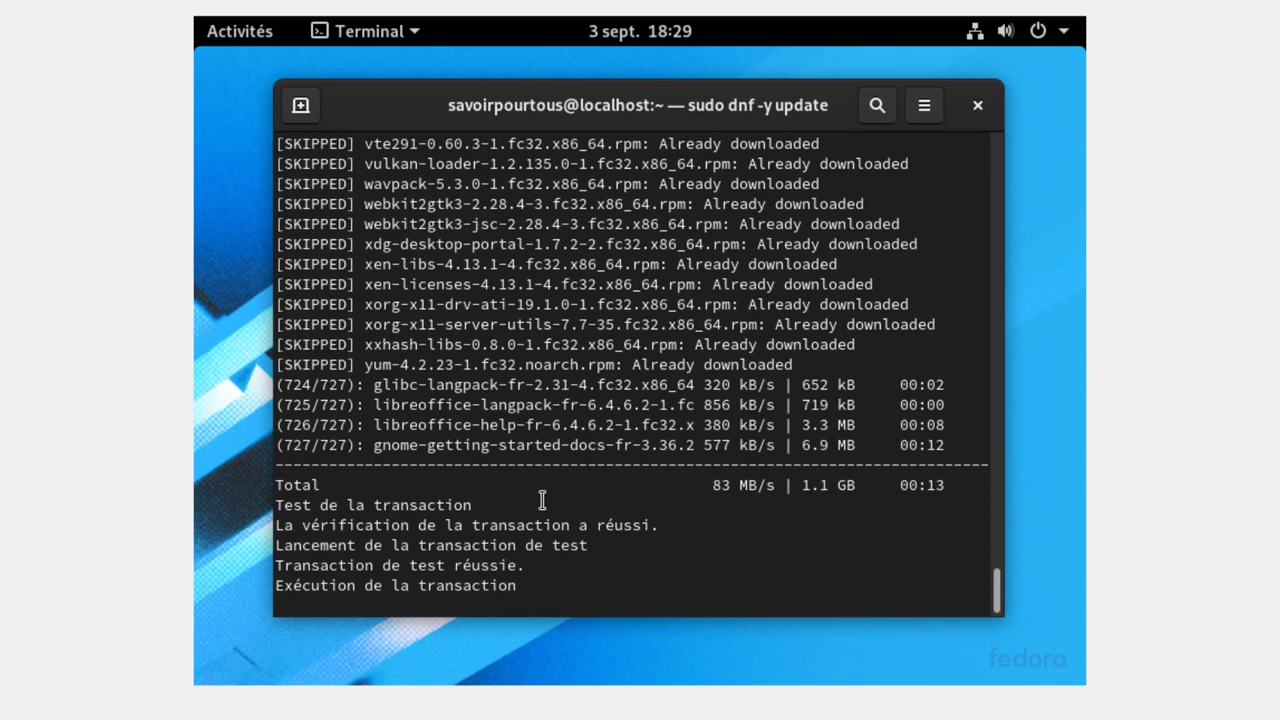 Activités Terminal 3 sept. 18:29
savoirpourtous@localhost:~ — sudo dnf -y update
[SKIPPED] vte291-0.60.3-1.fc32.x86_64.rpm: Already downloaded
[SKIPPED] vulkan-loader-1.2.135.0-1.fc32.x86_64.rpm: Already downloaded
[SKIPPED] wavpack-5.3.0-1.fc32.x86_64.rpm: Already downloaded
[SKIPPED] webkit2gtk3-2.28.4-3.fc32.x86_64.rpm: Already downloaded
[SKIPPED] webkit2gtk3-jsc-2.28.4-3.fc32.x86_64.rpm: Already downloaded
[SKIPPED] xdg-desktop-portal-1.7.2-2.fc32.x86_64.rpm: Already downloaded
[SKIPPED] xen-libs-4.13.1-4.fc32.x86_64.rpm: Already downloaded
[SKIPPED] xen-licenses-4.13.1-4.fc32.x86_64.rpm: Already downloaded
[SKIPPED] xorg-x11-drv-ati-19.1.0-1.fc32.x86_64.rpm: Already downloaded
[SKIPPED] xorg-x11-server-utils-7.7-35.fc32.x86_64.rpm: Already downloaded
[SKIPPED] xxhash-libs-0.8.0-1.fc32.x86_64.rpm: Already downloaded
[SKIPPED] yum-4.2.23-1.fc32.noarch.rpm: Already downloaded
(724/727): glibc-langpack-fr-2.31-4.fc32.x86_64 320 kB/s | 652 kB 00:02
(725/727): libreoffice-langpack-fr-6.4.6.2-1.fc 856 kB/s | 719 kB 00:00
(726/727): libreoffice-help-fr-6.4.6.2-1.fc32.x 380 kB/s | 3.3 MB 00:08
(727/727): gnome-getting-started-docs-fr-3.36.2 577 kB/s | 6.9 MB 00:12
--------------------------------------------------------------------------------
Total 83 MB/s | 1.1 GB 00:13
Test de la transaction
La vérification de la transaction a réussi.
Lancement de la transaction de test
Transaction de test réussie.
Exécution de la transaction
fedora